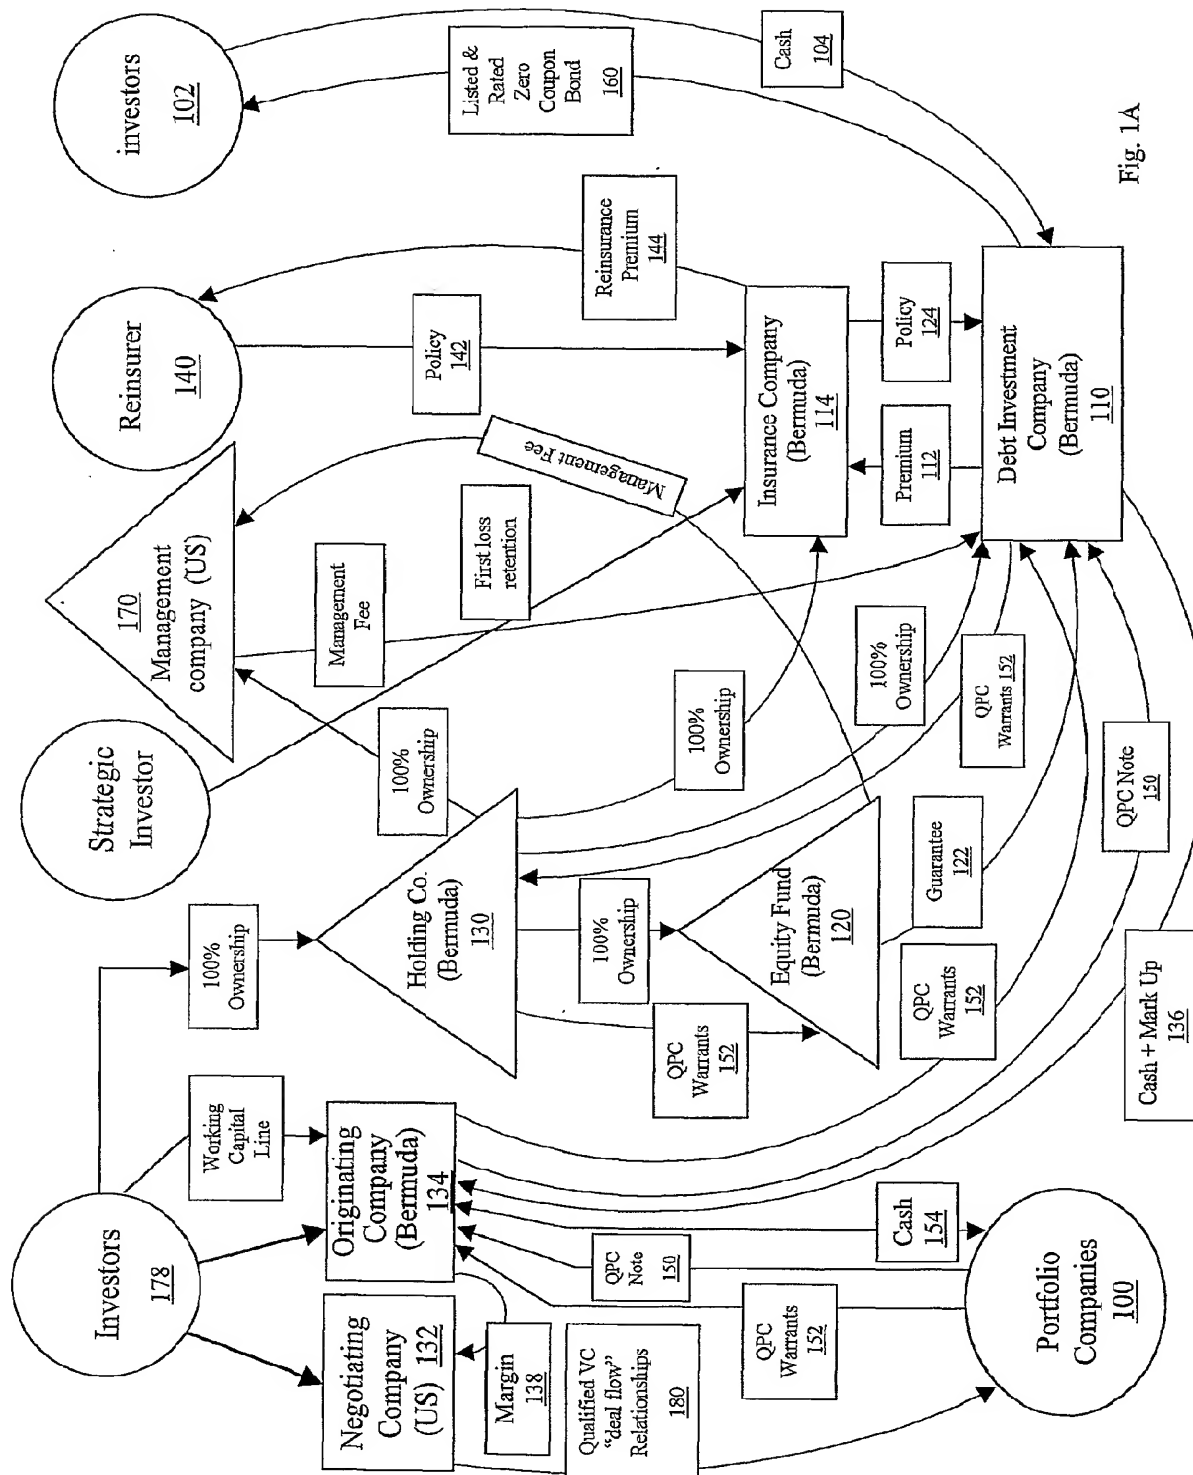 Investors
178
Strategic
Investor
170
Management
company (US)
Reinsurer
140
investors
102
Working
Capital
Line
100%
Ownership
Negotiating
Company
(US) 132
Originating
Company
(Bermuda)
134
Holding Co.
(Bermuda)
130
100%
Ownership
Management
Fee
First loss
retention
Policy
142
Management Fee
Reinsurance
Premium
144
Listed &
Rated
Zero
Coupon
Bond
160
Cash
104
Margin
138
Qualified VC
"deal flow"
Relationships
180
QPC
Note
150
QPC
Warrants
152
Cash
154
QPC
Warrants
152
100%
Ownership
100%
Ownership
Insurance Company
(Bermuda)
114
Equity Fund
(Bermuda)
120
100%
Ownership
Premium
112
Policy
124
QPC
Warrants
152
Guarantee
122
QPC
Warrants 152
Debt Investment
Company
(Bermuda)
110
Portfolio
Companies
100
Cash + Mark Up
136
QPC Note
150
Fig. 1A